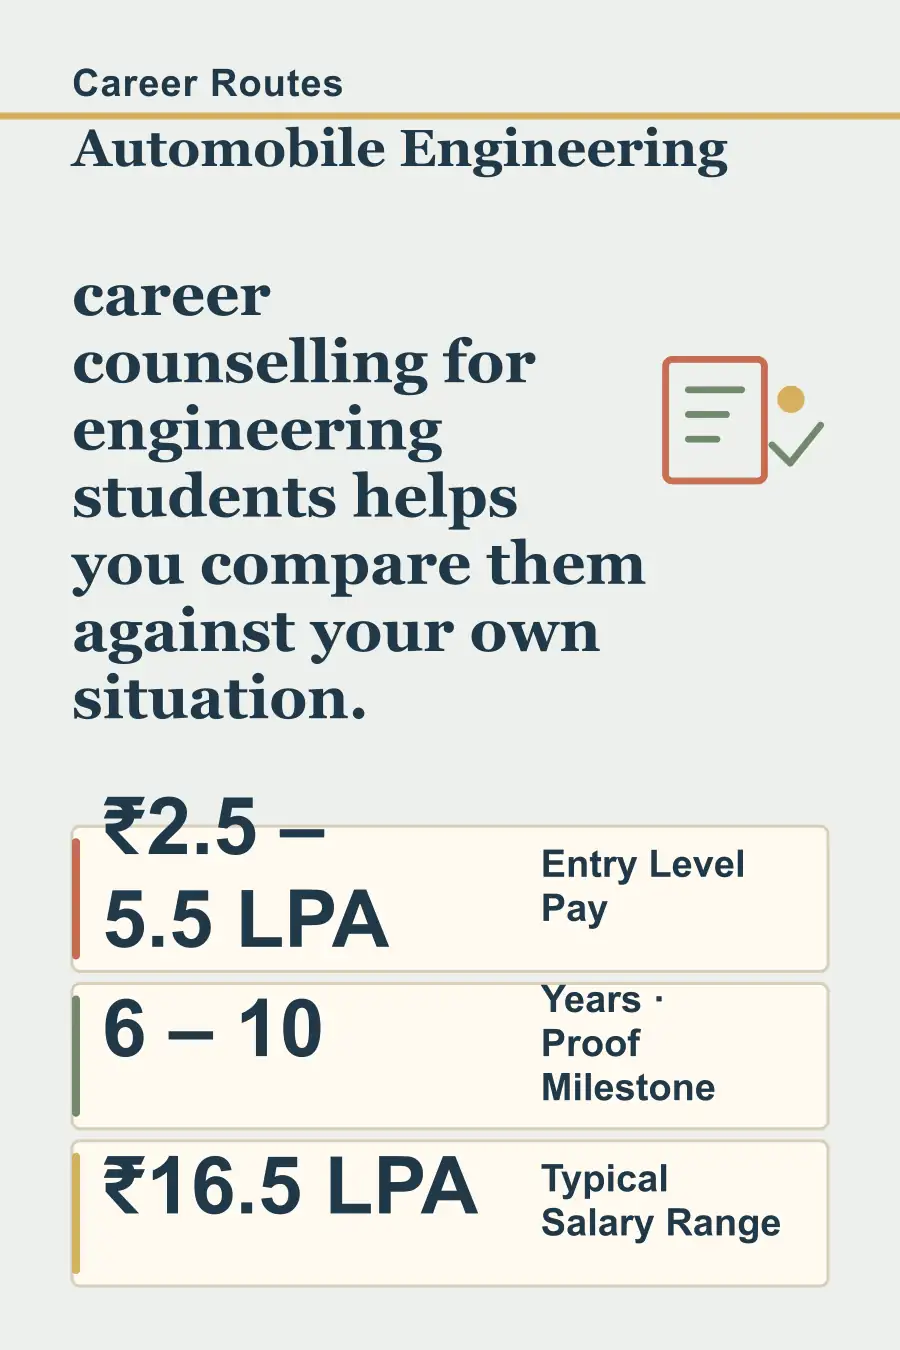 Career Routes
Automobile Engineering
career
counselling for
engineering
students helps
you compare them
against your own
situation.
₹2.5 –
5.5 LPA
Entry Level
Pay
6 – 10
Years ·
Proof
Milestone
₹16.5 LPA
Typical
Salary Range